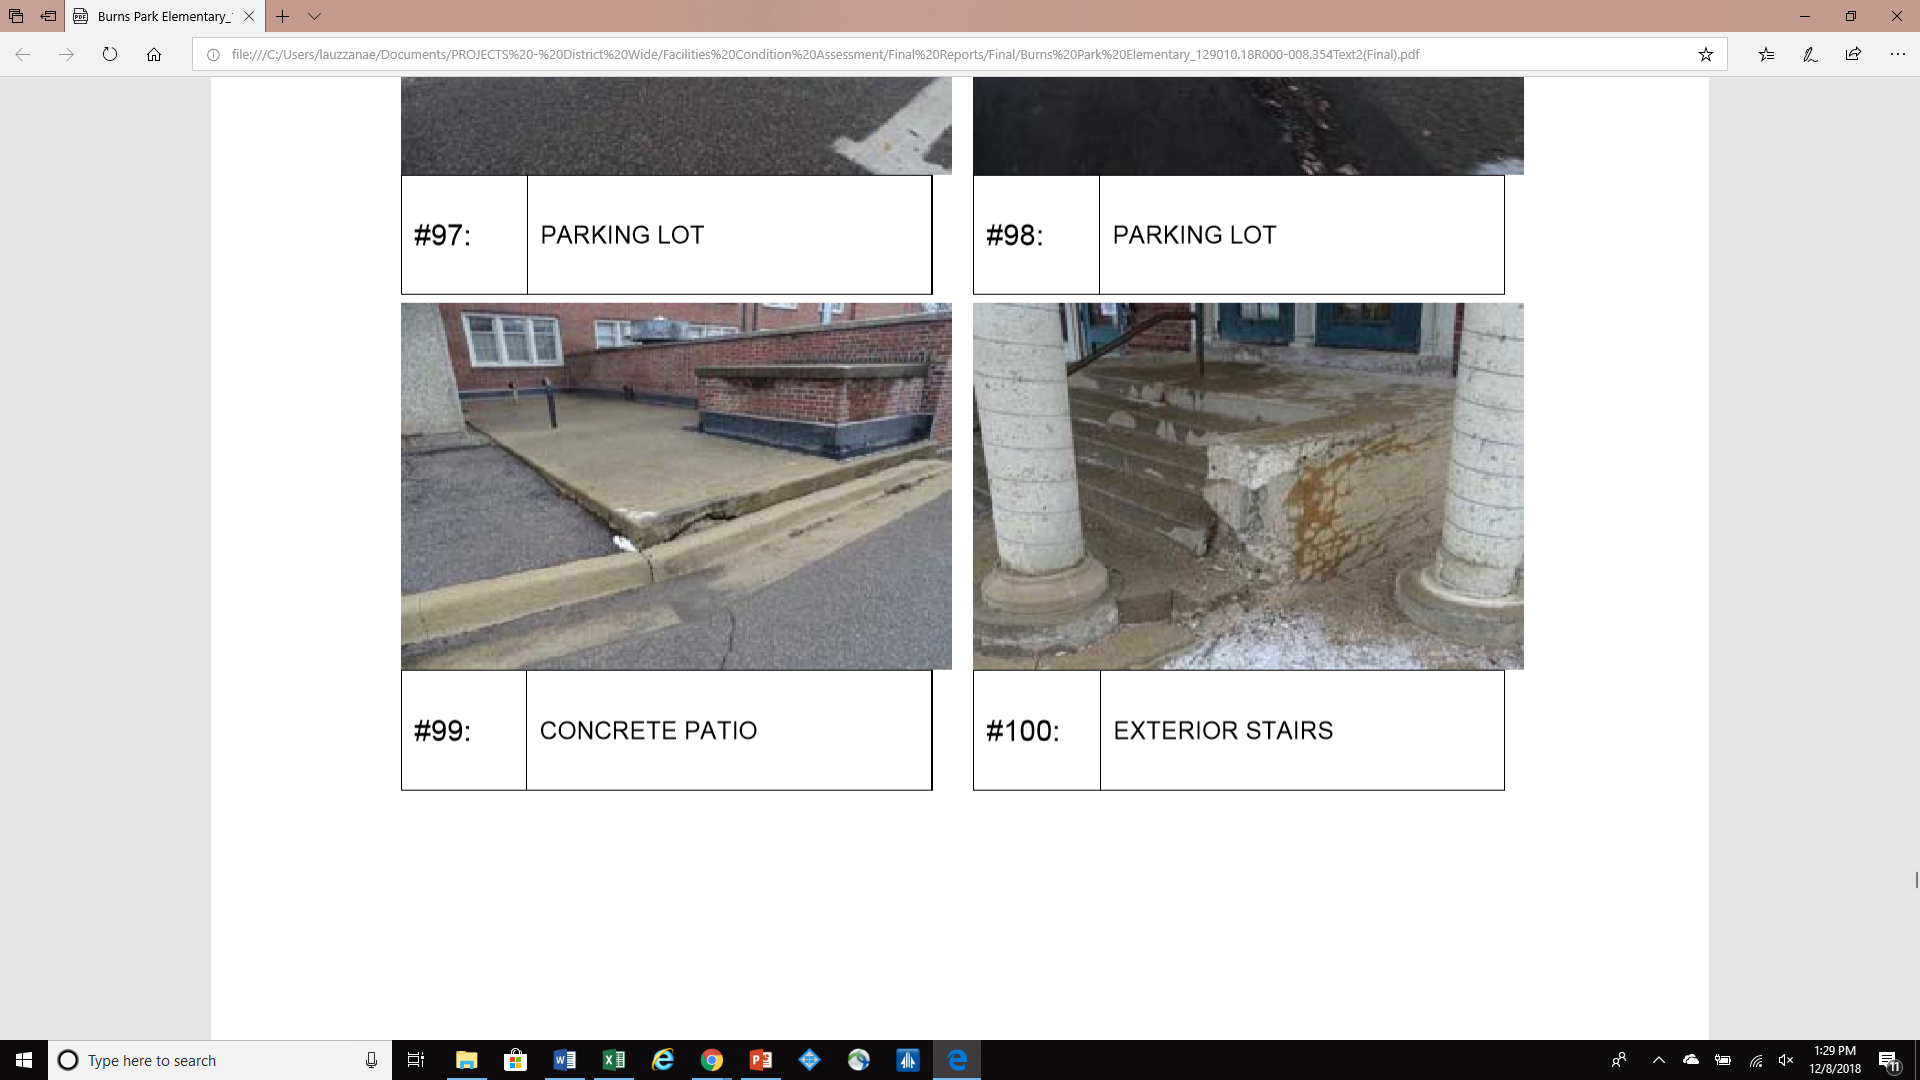 Burns Park Elementary_
file:///C:/Users/lauzzanae/Documents/PROJECTS%20-%20District%20Wide/Facilities%20Condition%20Assessment/Final%20Reports/Final/Burns%20Park%20Elementary_129010.18R000-008.354Text2(Final).pdf
#97: PARKING LOT
#98: PARKING LOT
#99: CONCRETE PATIO
#100: EXTERIOR STAIRS
Type here to search
1:29 PM
12/8/2018
11